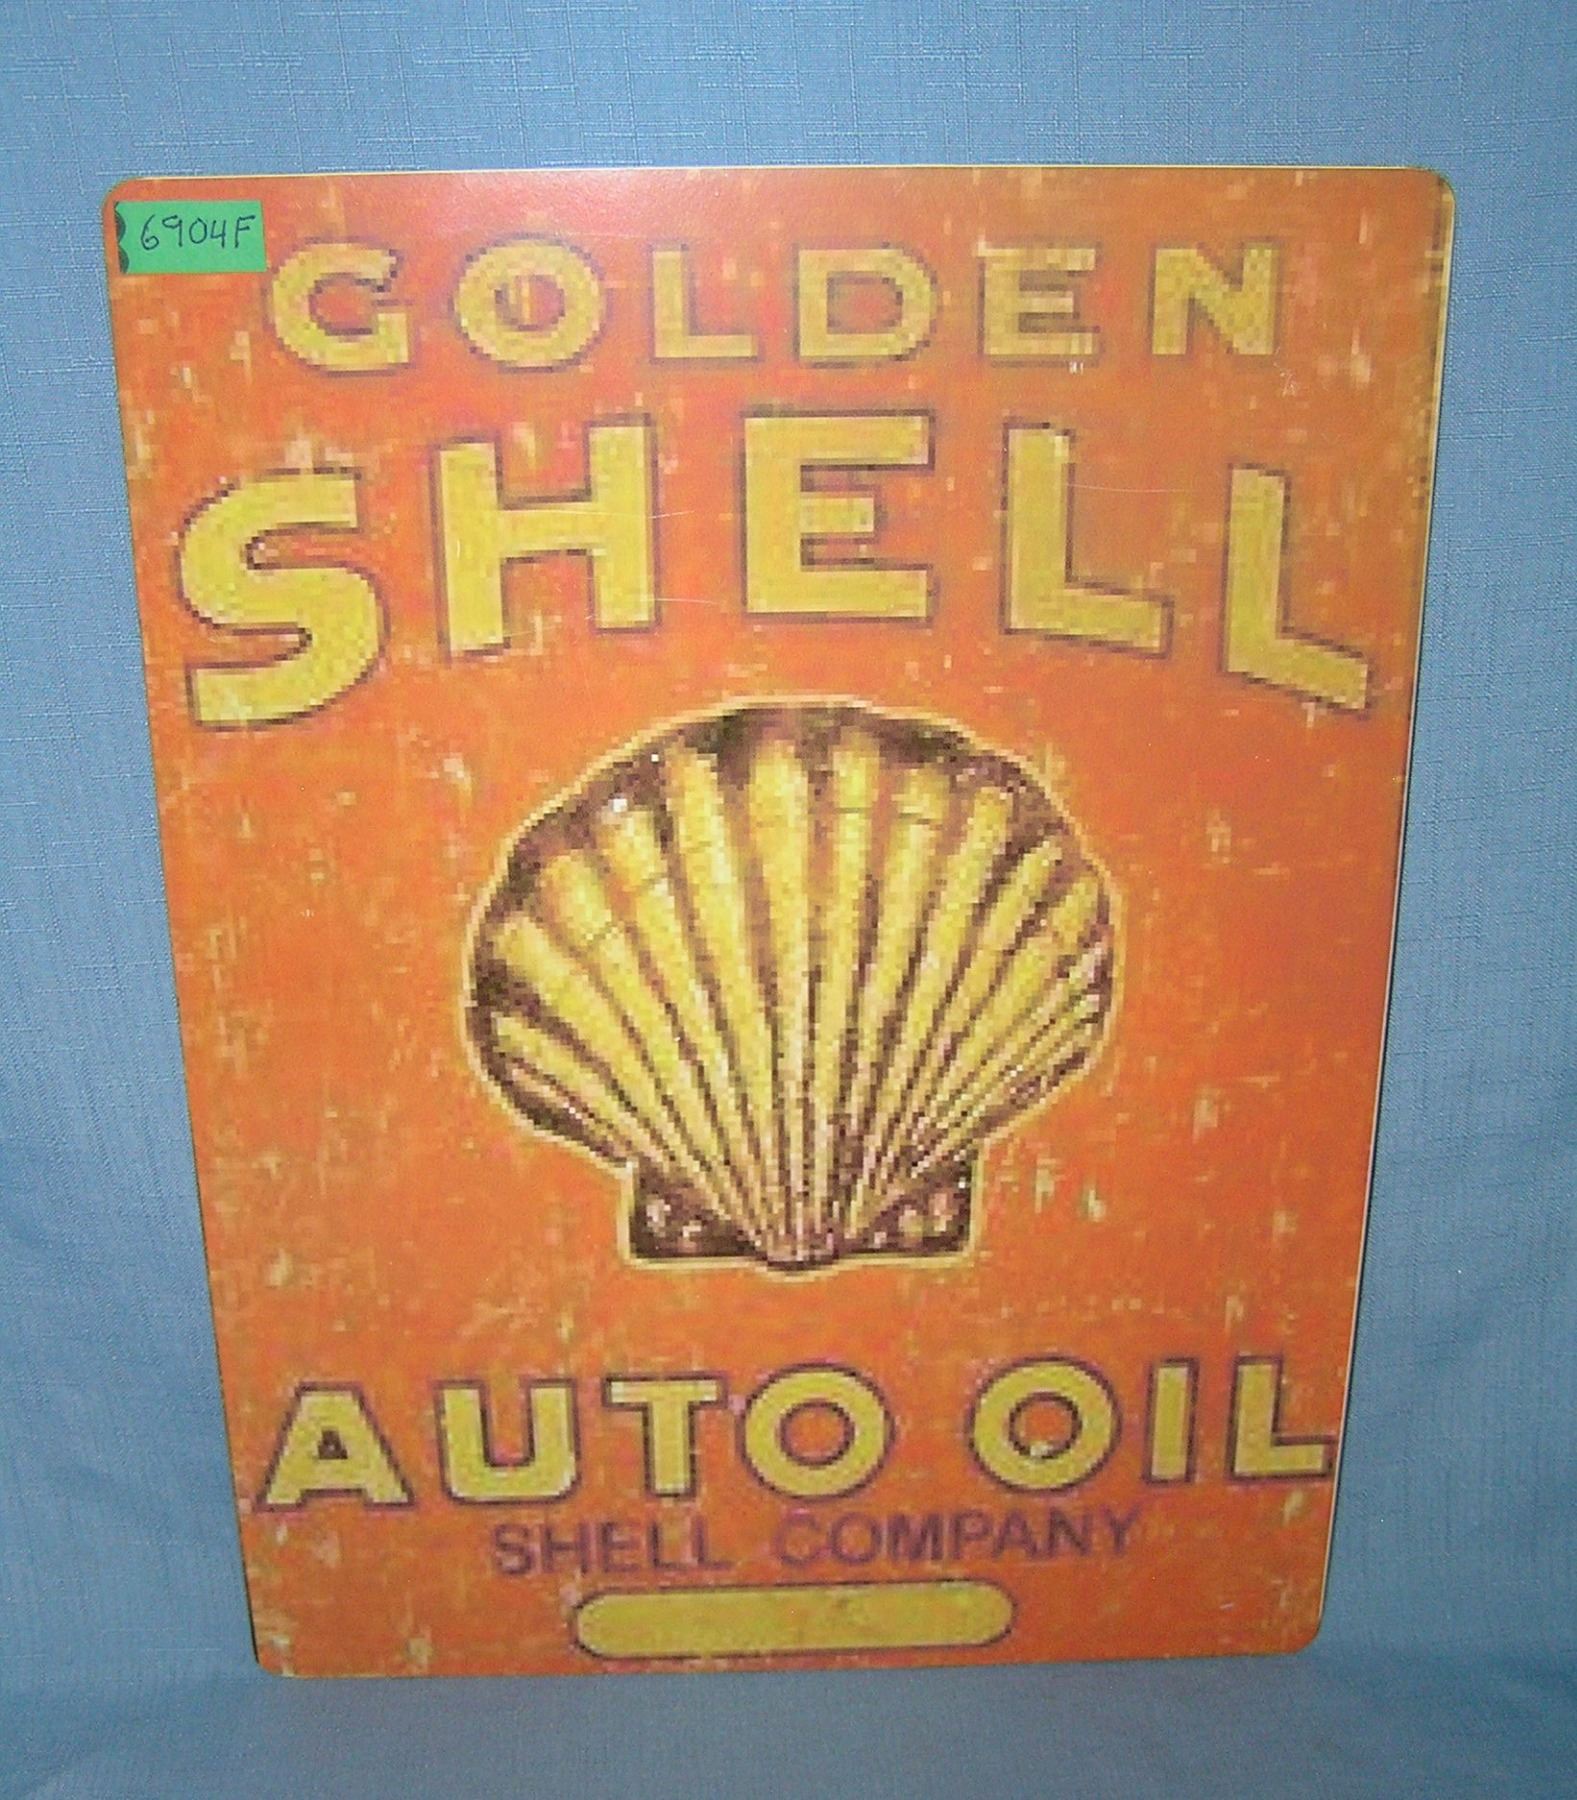 6904F
GOLDEN
SHELL
AUTO OIL
SHELL COMPANY